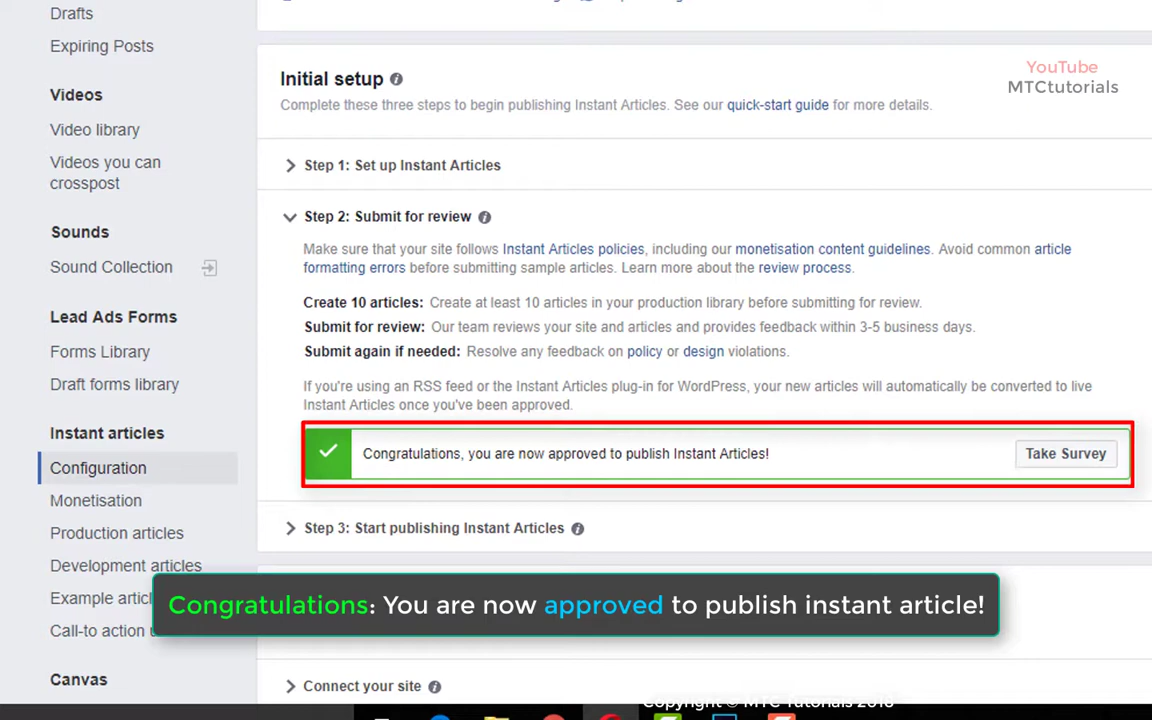 Drafts
Expiring Posts
Videos
Video library
Videos you can
crosspost
Sounds
Sound Collection
Lead Ads Forms
Forms Library
Draft forms library
Instant articles
Configuration
Monetisation
Production articles
Development articles
Example
Call-to action
Canvas
Initial setup
Complete these three steps to begin publishing Instant Articles. See our quick-start guide for more details.
YouTube
MTCtutorials
Step 1: Set up Instant Articles
Step 2: Submit for review
Make sure that your site follows Instant Articles policies, including our monetisation content guidelines. Avoid common article
formatting errors before submitting sample articles. Learn more about the review process.
Create 10 articles: Create at least 10 articles in your production library before submitting for review.
Submit for review: Our team reviews your site and articles and provides feedback within 3-5 business days.
Submit again if needed: Resolve any feedback on policy or design violations.
If you're using an RSS feed or the Instant Articles plug-in for WordPress, your new articles will automatically be converted to live
Instant Articles once you've been approved.
Congratulations, you are now approved to publish Instant Articles!
Take Survey
Step 3: Start publishing Instant Articles
Congratulations: You are now approved to publish instant article!
Connect your site
Copyright © MTC Tutorials 2018